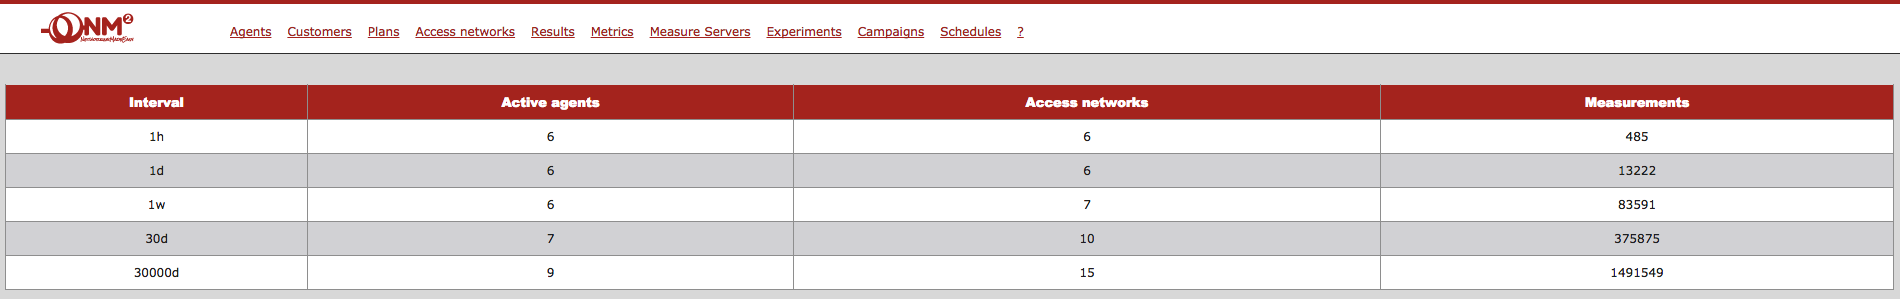 NM2
Agents Customers Plans Access networks Results Metrics Measure Servers Experiments Campaigns Schedules ?
Interval Active agents Access networks Measurements
1h 6 6 485
1d 6 6 13222
1w 6 7 83591
30d 7 10 375875
30000d 9 15 1491549